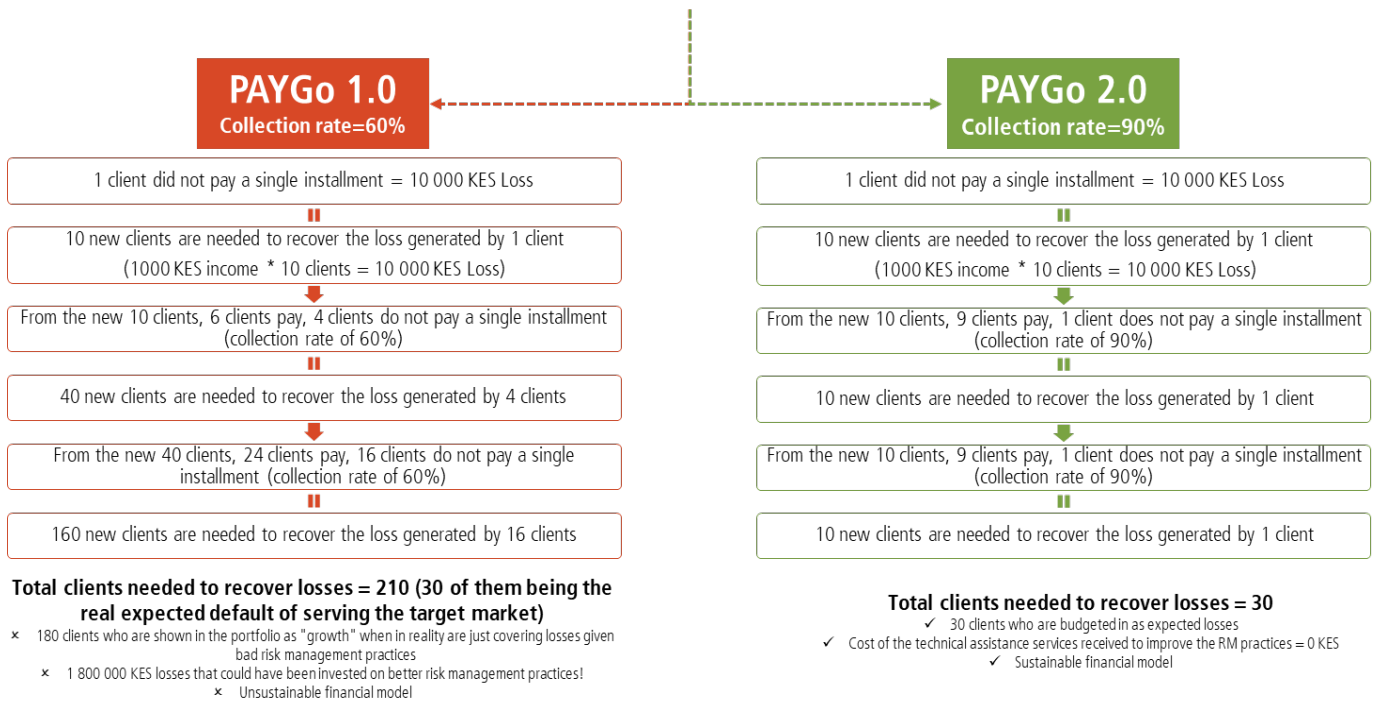 PAYGo 1.0
Collection rate=60%
1 client did not pay a single installment = 10 000 KES Loss
10 new clients are needed to recover the loss generated by 1 client
(1000 KES income * 10 clients = 10 000 KES Loss)
From the new 10 clients, 6 clients pay, 4 clients do not pay a single installment
(collection rate of 60%)
40 new clients are needed to recover the loss generated by 4 clients
From the new 40 clients, 24 clients pay, 16 clients do not pay a single
installment (collection rate of 60%)
160 new clients are needed to recover the loss generated by 16 clients
Total clients needed to recover losses = 210 (30 of them being the
real expected default of serving the target market)
× 180 clients who are shown in the portfolio as "growth" when in reality are just covering losses given
bad risk management practices
× 1 800 000 KES losses that could have been invested on better risk management practices!
× Unsustainable financial model
PAYGo 2.0
Collection rate=90%
1 client did not pay a single installment = 10 000 KES Loss
10 new clients are needed to recover the loss generated by 1 client
(1000 KES income * 10 clients = 10 000 KES Loss)
From the new 10 clients, 9 clients pay, 1 client does not pay a single installment
(collection rate of 90%)
10 new clients are needed to recover the loss generated by 1 client
From the new 10 clients, 9 clients pay, 1 client does not pay a single installment
(collection rate of 90%)
10 new clients are needed to recover the loss generated by 1 client
Total clients needed to recover losses = 30
✓ 30 clients who are budgeted in as expected losses
✓ Cost of the technical assistance services received to improve the RM practices = 0 KES
✓ Sustainable financial model